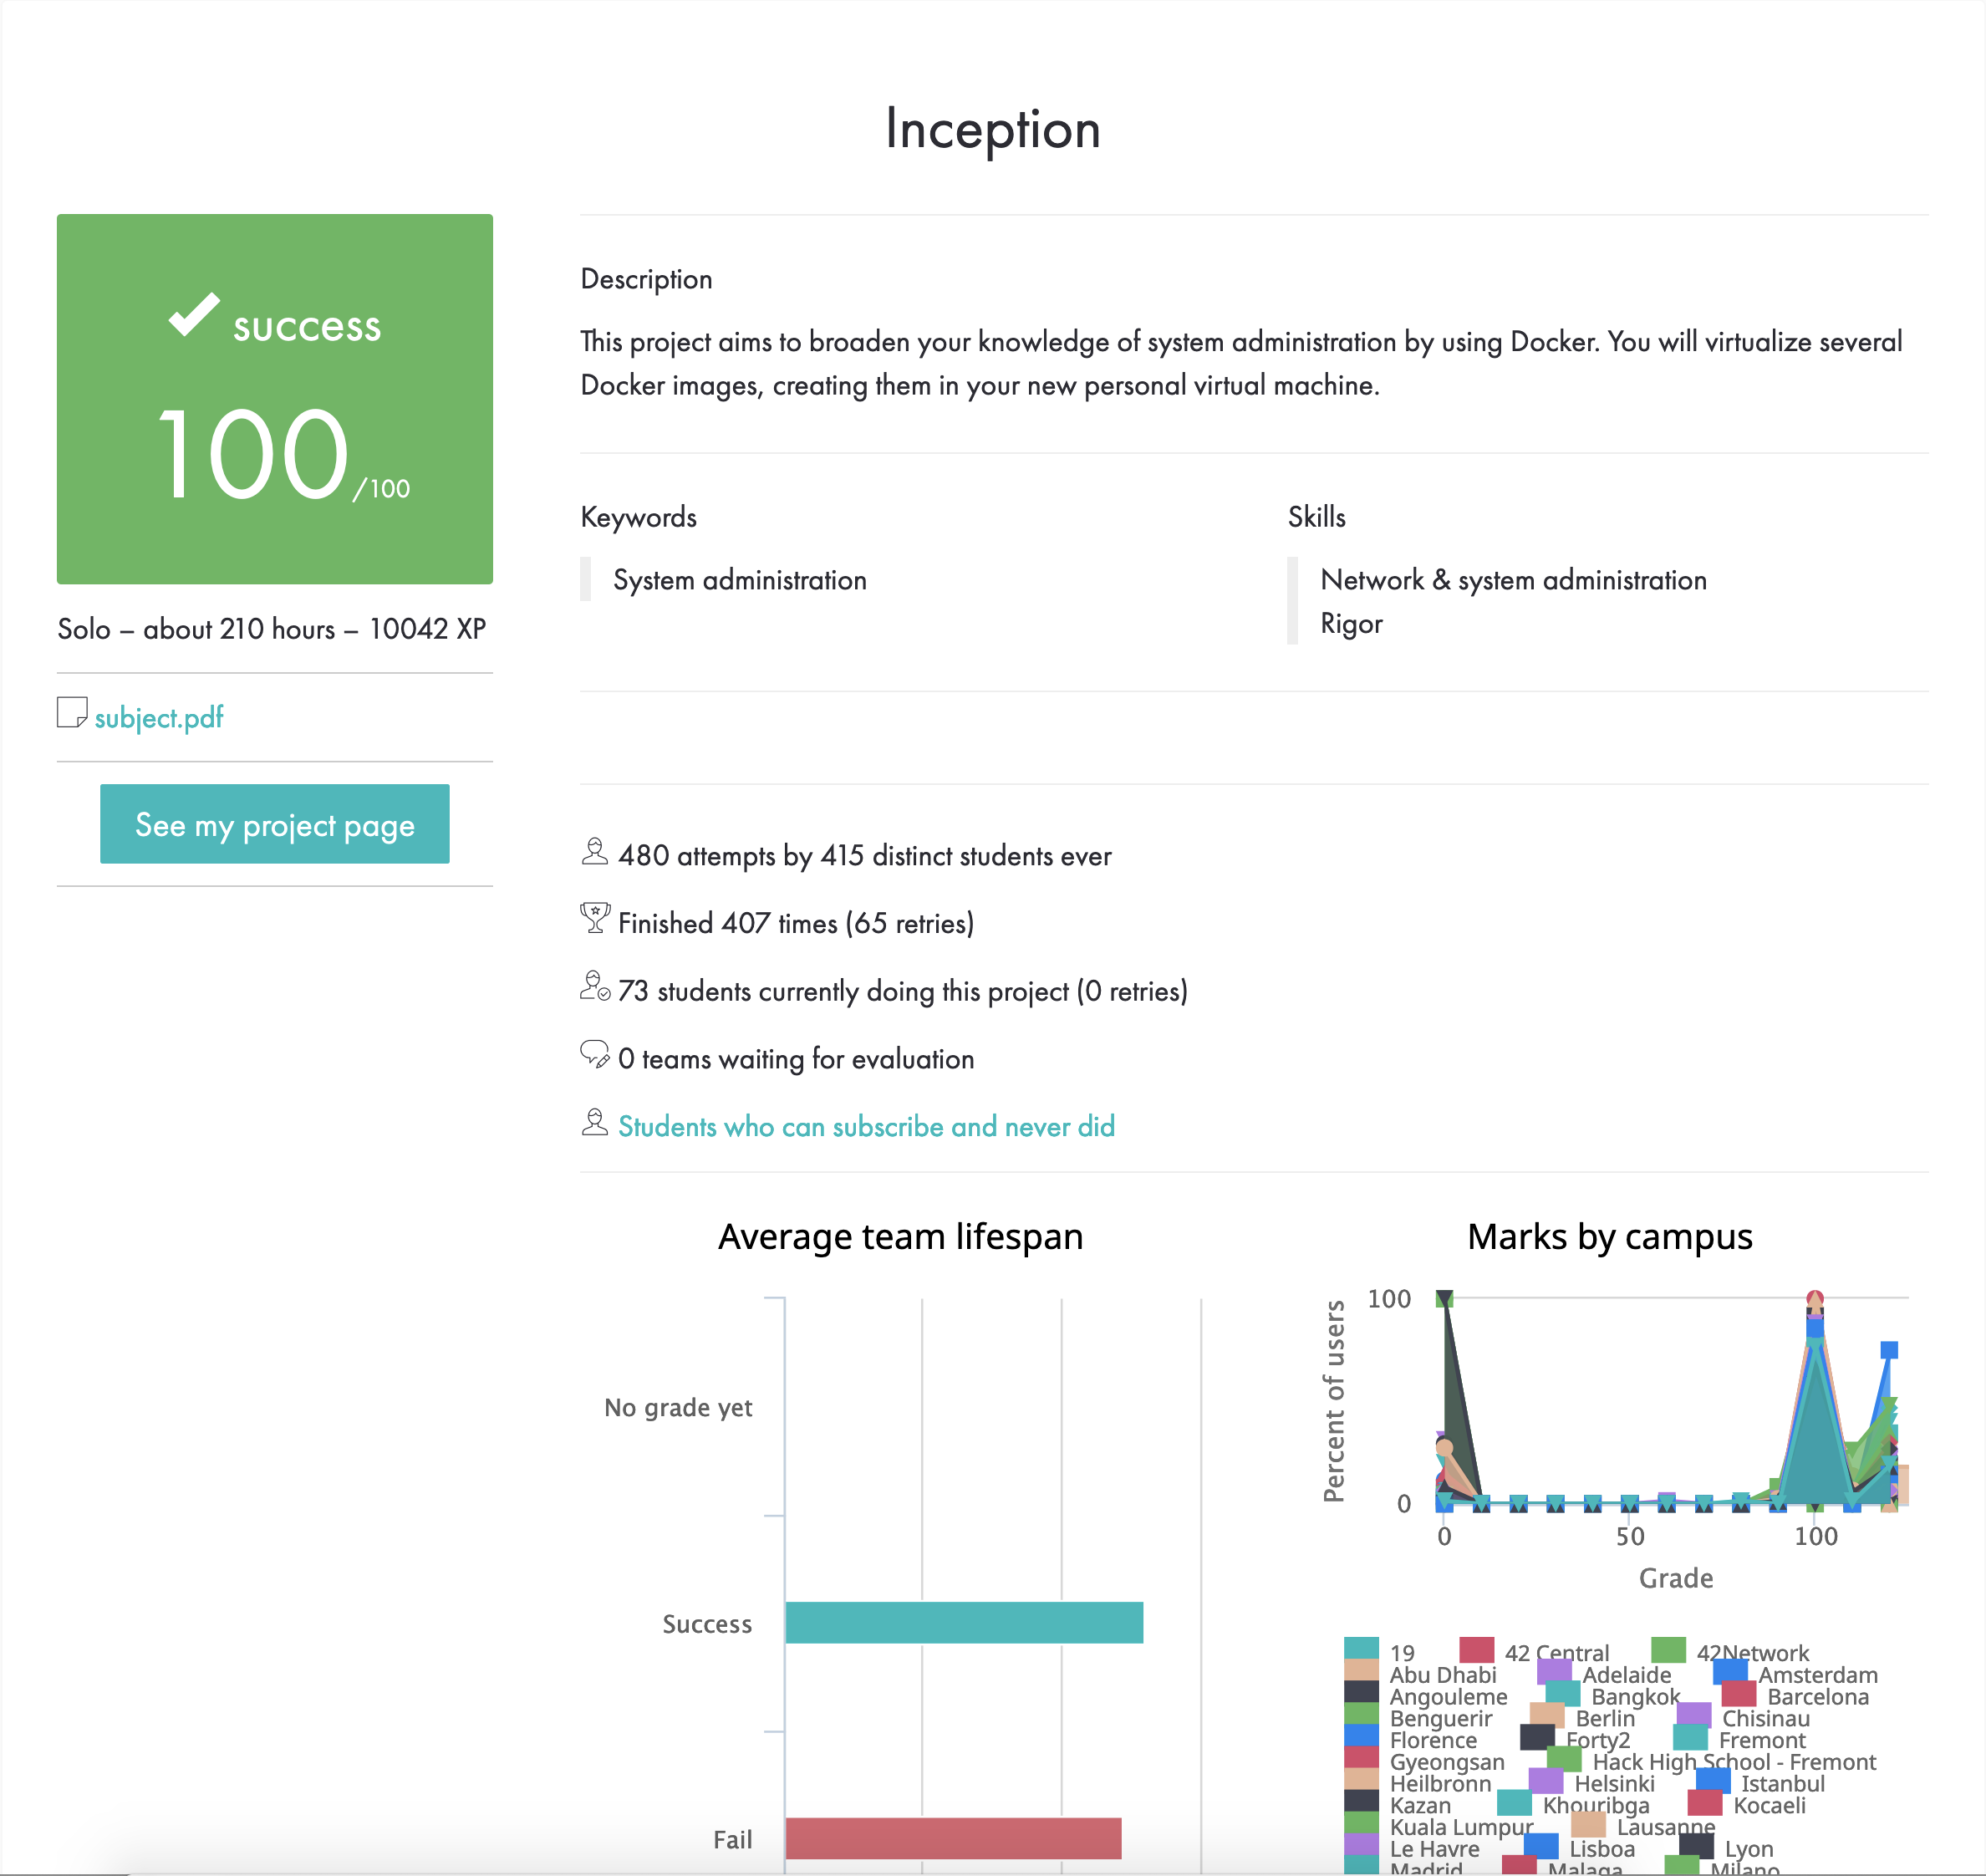 Inception
success
100/100
Solo – about 210 hours – 10042 XP
subject.pdf
See my project page
Description
This project aims to broaden your knowledge of system administration by using Docker. You will virtualize several
Docker images, creating them in your new personal virtual machine.
Keywords
System administration
Skills
Network & system administration
Rigor
480 attempts by 415 distinct students ever
Finished 407 times (65 retries)
73 students currently doing this project (0 retries)
0 teams waiting for evaluation
Students who can subscribe and never did
Average team lifespan
No grade yet
Success
Fail
Marks by campus
Percent of users
100
0
0 50 100
Grade
19 42 Central 42Network
Abu Dhabi Adelaide Amsterdam
Angouleme Bangkok Barcelona
Benguerir Berlin Chisinau
Florence Forty2 Fremont
Gyeongsan Hack High School - Fremont
Heilbronn Helsinki Istanbul
Kazan Khouribga Kocaeli
Kuala Lumpur Lausanne
Le Havre Lisboa Lyon
Madrid Malaga Milano